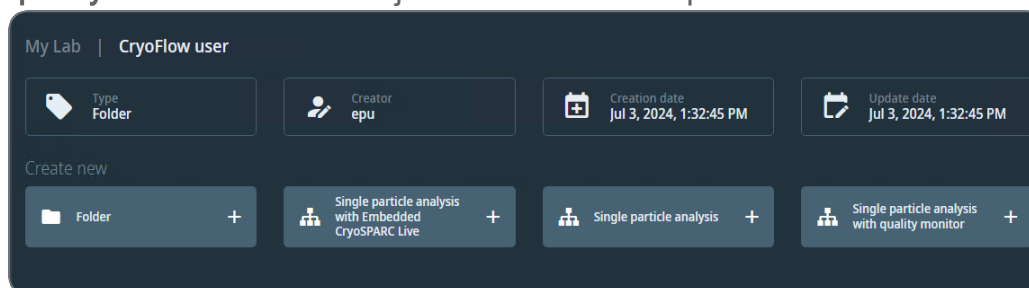 My Lab | CryoFlow user
Type
Folder
Creator
epu
Creation date
Jul 3, 2024, 1:32:45 PM
Update date
Jul 3, 2024, 1:32:45 PM
Create new
Folder +
Single particle analysis
with Embedded
CryoSPARC Live +
Single particle analysis +
Single particle analysis
with quality monitor +